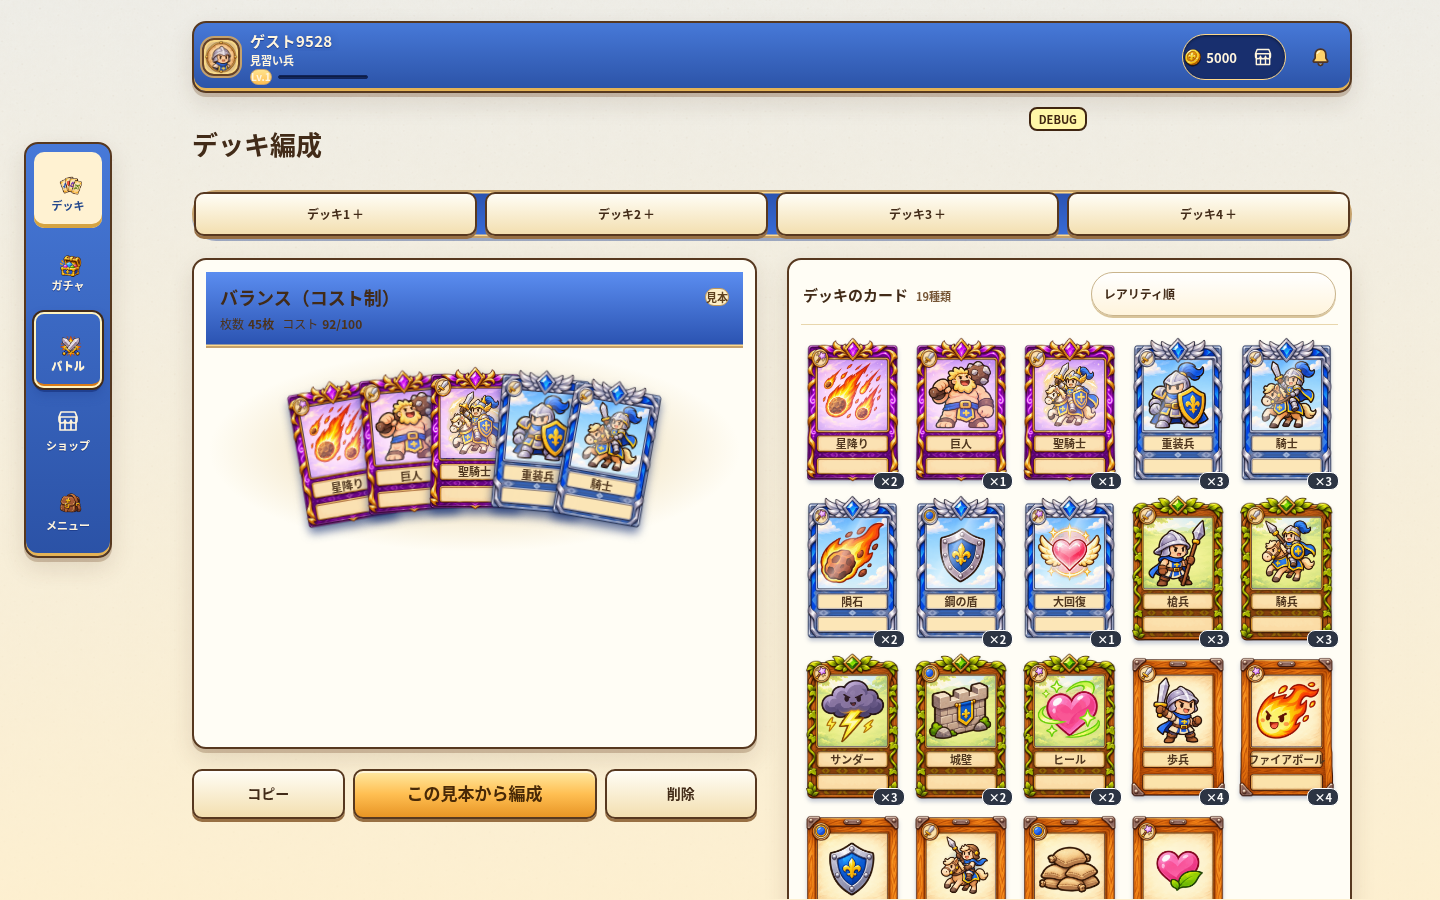 ゲスト9528
見習い兵
Lv.1
5000
DEBUG
デッキ編成
デッキ
ガチャ
バトル
ショップ
メニュー
デッキ1＋
デッキ2＋
デッキ3＋
デッキ4＋
バランス（コスト制）
見本
枚数 45枚 コスト 92/100
星降り
巨人
聖騎士
重装兵
騎士
コピー
この見本から編成
削除
デッキのカード 19種類
レアリティ順
星降り ×2
巨人 ×1
聖騎士 ×1
重装兵 ×3
騎士 ×3
隕石 ×2
鋼の盾 ×2
大回復 ×1
槍兵 ×3
騎兵 ×3
サンダー ×3
城壁 ×2
ヒール ×2
歩兵 ×4
ファイアボール ×4